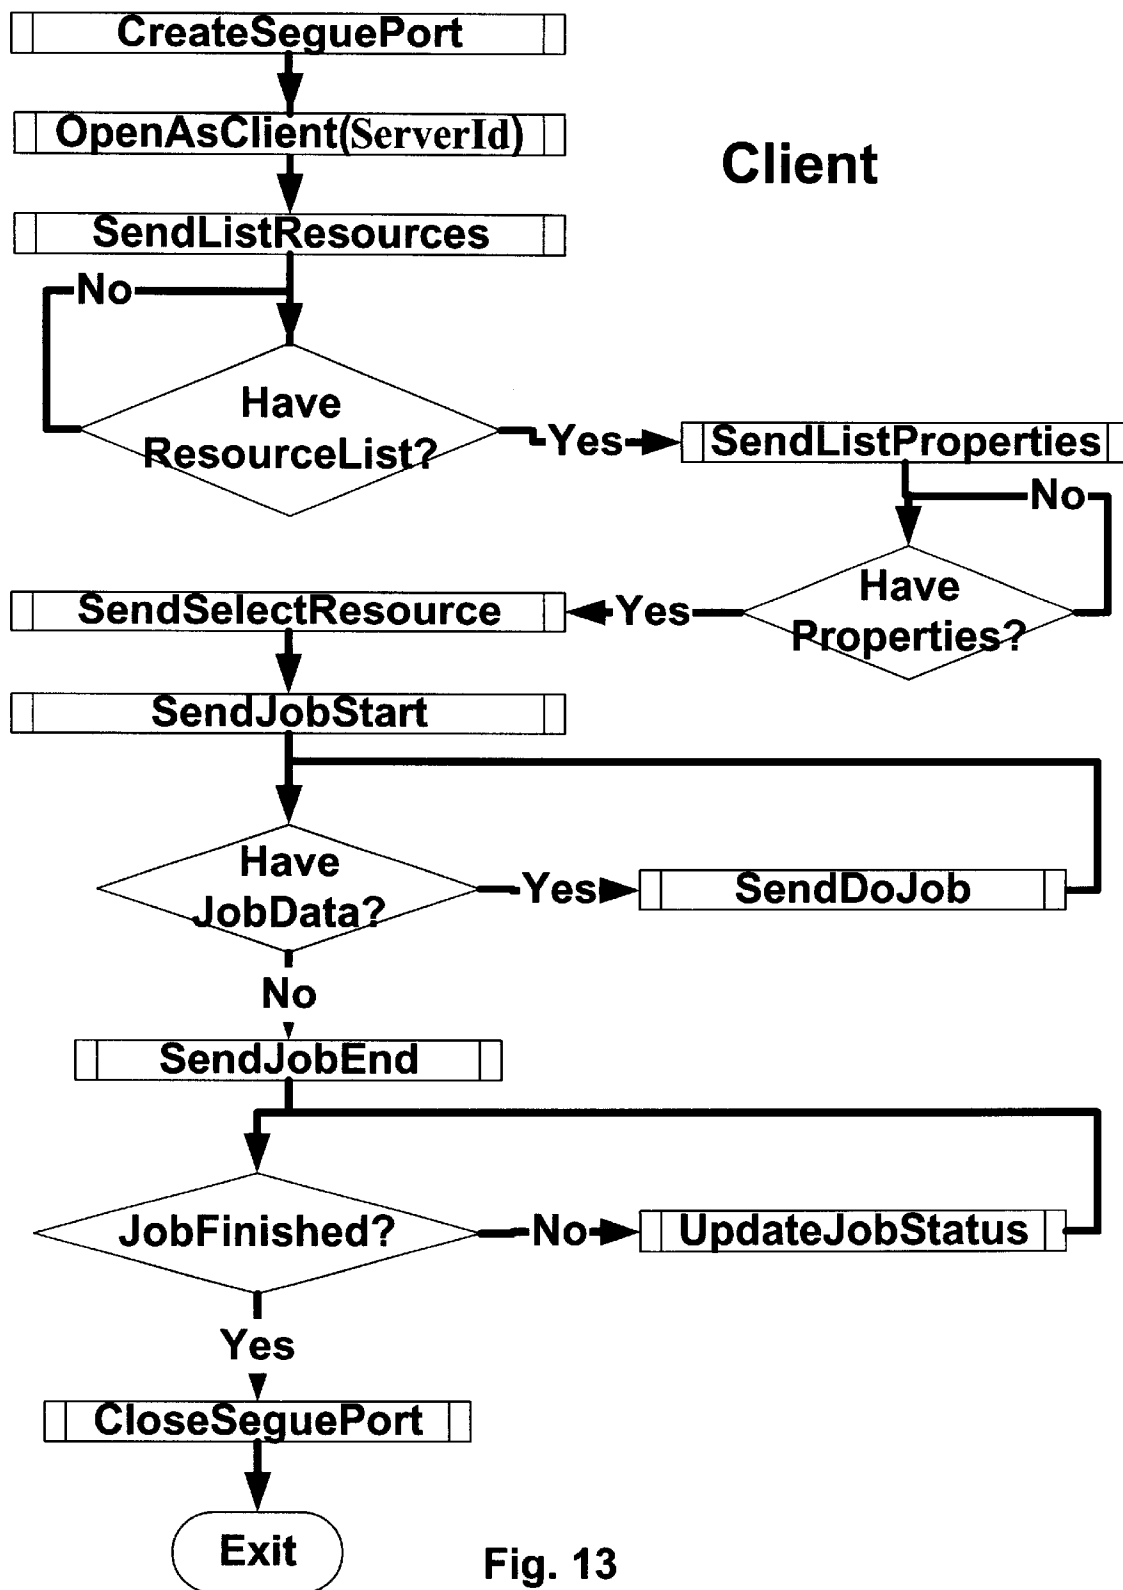 CreateSeguePort
OpenAsClient(ServerId)
Client
SendListResources
No
Have
ResourceList?
Yes
SendListProperties
No
Have
Properties?
Yes
SendSelectResource
SendJobStart
Have
JobData?
Yes
SendDoJob
No
SendJobEnd
JobFinished?
No
UpdateJobStatus
Yes
CloseSeguePort
Exit
Fig. 13